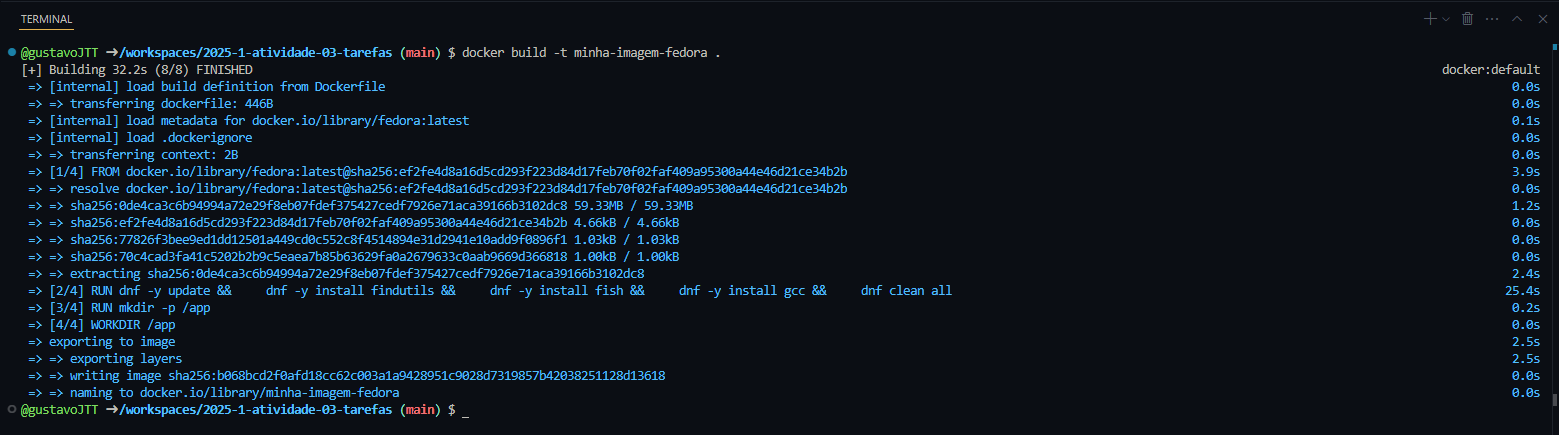 TERMINAL
@gustavoJTT ➜/workspaces/2025-1-atividade-03-tarefas (main) $ docker build -t minha-imagem-fedora .
[+] Building 32.2s (8/8) FINISHED docker:default
=> [internal] load build definition from Dockerfile 0.0s
=> => transferring dockerfile: 446B 0.0s
=> [internal] load metadata for docker.io/library/fedora:latest 0.1s
=> [internal] load .dockerignore 0.0s
=> => transferring context: 2B 0.0s
=> [1/4] FROM docker.io/library/fedora:latest@sha256:ef2fe4d8a16d5cd293f223d84d17feb70f02faf409a95300a44e46d21ce34b2b 3.9s
=> => resolve docker.io/library/fedora:latest@sha256:ef2fe4d8a16d5cd293f223d84d17feb70f02faf409a95300a44e46d21ce34b2b 0.0s
=> => sha256:0de4ca3c6b94994a72e29f8eb07fdef375427cedf7926e71aca39166b3102dc8 59.33MB / 59.33MB 1.2s
=> => sha256:ef2fe4d8a16d5cd293f223d84d17feb70f02faf409a95300a44e46d21ce34b2b 4.66kB / 4.66kB 0.0s
=> => sha256:77826f3bee9ed1dd12501a449cd0c552c8f4514894e31d2941e10add9f0896f1 1.03kB / 1.03kB 0.0s
=> => sha256:70c4cad3fa41c5202b2b9c5eaea7b85b63629fa0a2679633c0aab9669d366818 1.00kB / 1.00kB 0.0s
=> => extracting sha256:0de4ca3c6b94994a72e29f8eb07fdef375427cedf7926e71aca39166b3102dc8 2.4s
=> [2/4] RUN dnf -y update &&     dnf -y install findutils &&     dnf -y install fish &&     dnf -y install gcc &&     dnf clean all 25.4s
=> [3/4] RUN mkdir -p /app 0.2s
=> [4/4] WORKDIR /app 0.0s
=> exporting to image 2.5s
=> => exporting layers 2.5s
=> => writing image sha256:b068bcd2f0afd18cc62c003a1a9428951c9028d7319857b42038251128d13618 0.0s
=> => naming to docker.io/library/minha-imagem-fedora 0.0s
@gustavoJTT ➜/workspaces/2025-1-atividade-03-tarefas (main) $ _